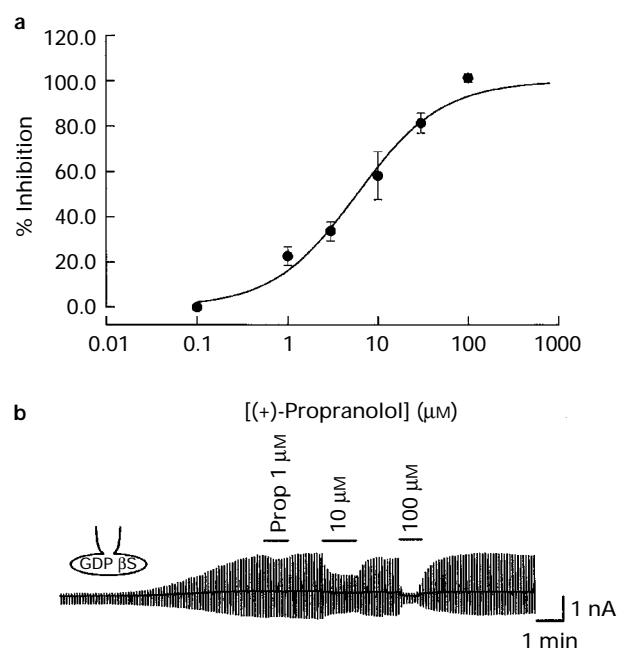 a
120.0
100.0
80.0
60.0
40.0
20.0
0.0
% Inhibition
0.01 0.1 1 10 100 1000
[(+)-Propranolol] (μM)
b
Prop 1 μM
10 μM
100 μM
GDP βS
1 nA
1 min